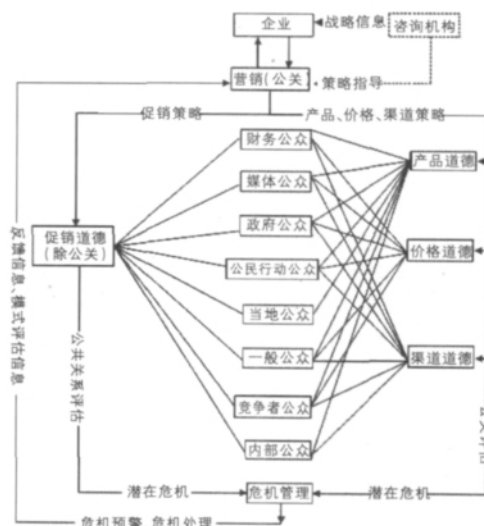 企业
战略信息
咨询机构
营销(公关)
策略指导
促销策略
产品、价格、渠道策略
财务公众
媒体公众
政府公众
公民行动公众
当地公众
一般公众
竞争者公众
内部公众
产品道德
价格道德
渠道道德
促销道德
(除公关)
反馈信息、模式评估信息
公共关系评估
潜在危机
危机管理
潜在危机
危机预警、危机处理